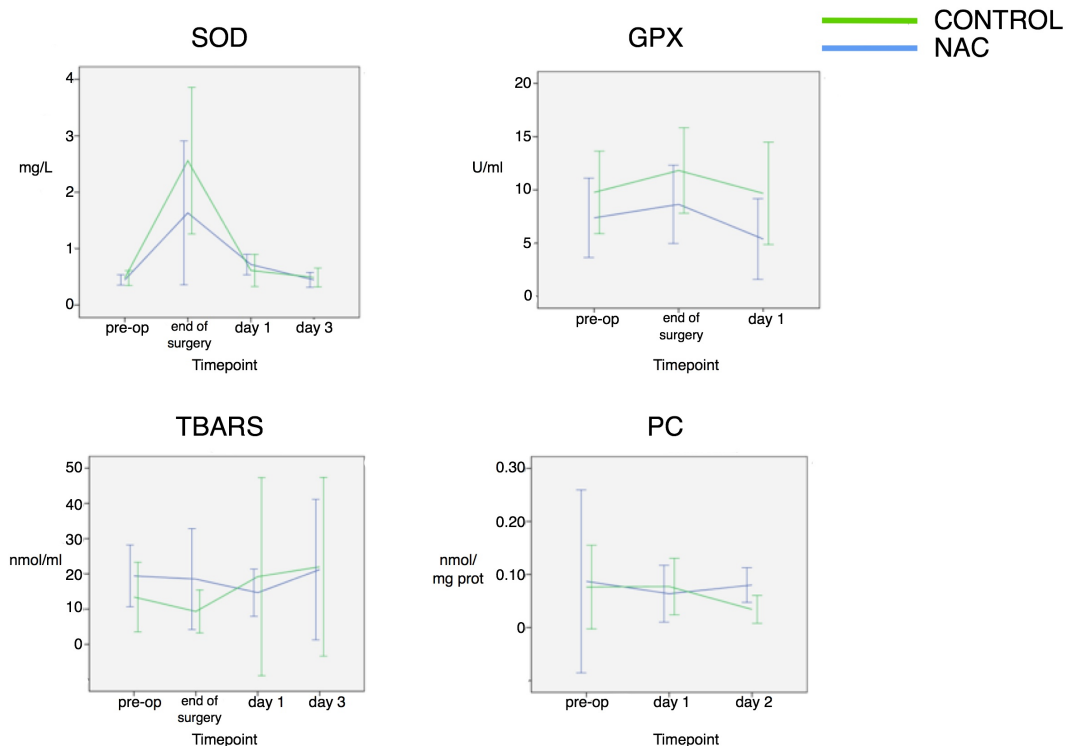 CONTROL
NAC
SOD
4
3
2
1
0
mg/L
pre-op end of surgery day 1 day 3
Timepoint
GPX
20
15
10
5
0
U/ml
pre-op end of surgery day 1
Timepoint
TBARS
50
40
30
20
10
0
nmol/ml
pre-op end of surgery day 1 day 3
Timepoint
PC
0.30
0.20
0.10
0
nmol/
mg prot
pre-op day 1 day 2
Timepoint